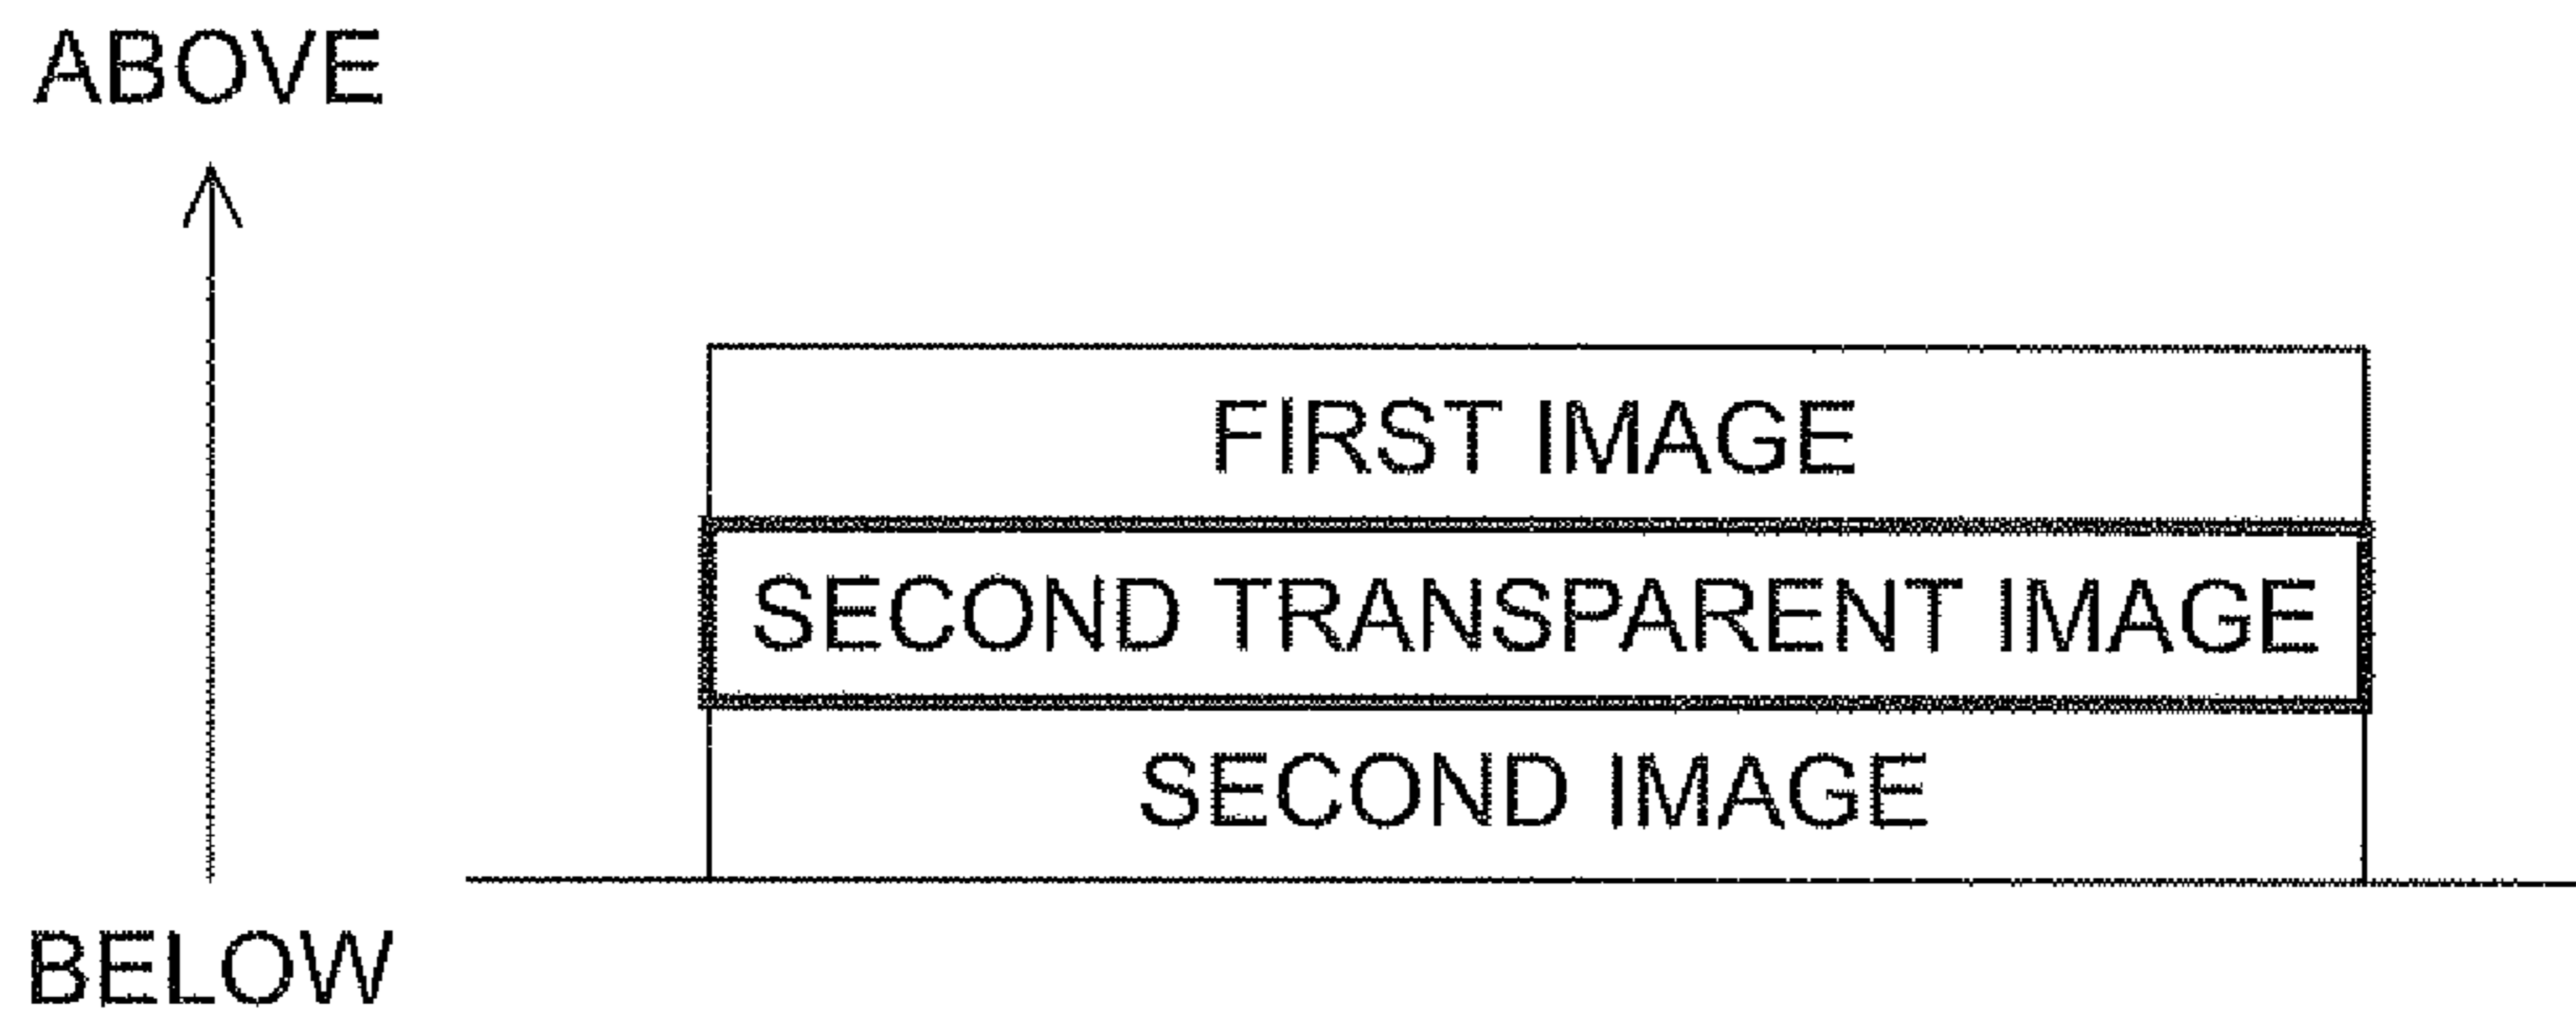 ABOVE
FIRST IMAGE
SECOND TRANSPARENT IMAGE
SECOND IMAGE
BELOW